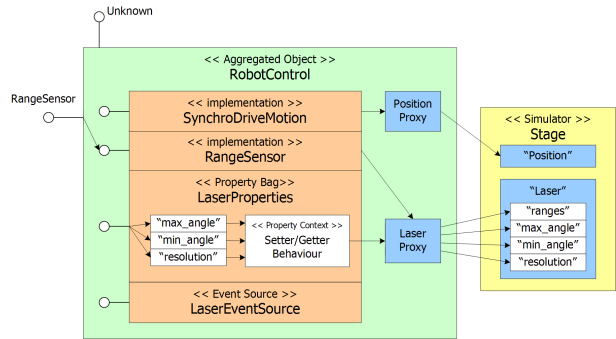 Unknown
<< Aggregated Object >>
RobotControl
RangeSensor
<< implementation >>
SynchroDriveMotion
<< implementation >>
RangeSensor
<< Property Bag>>
LaserProperties
"max_angle"
"min_angle"
"resolution"
<< Property Context >>
Setter/Getter
Behaviour
<< Event Source >>
LaserEventSource
Position
Proxy
Laser
Proxy
<< Simulator >>
Stage
"Position"
"Laser"
"ranges"
"max_angle"
"min_angle"
"resolution"